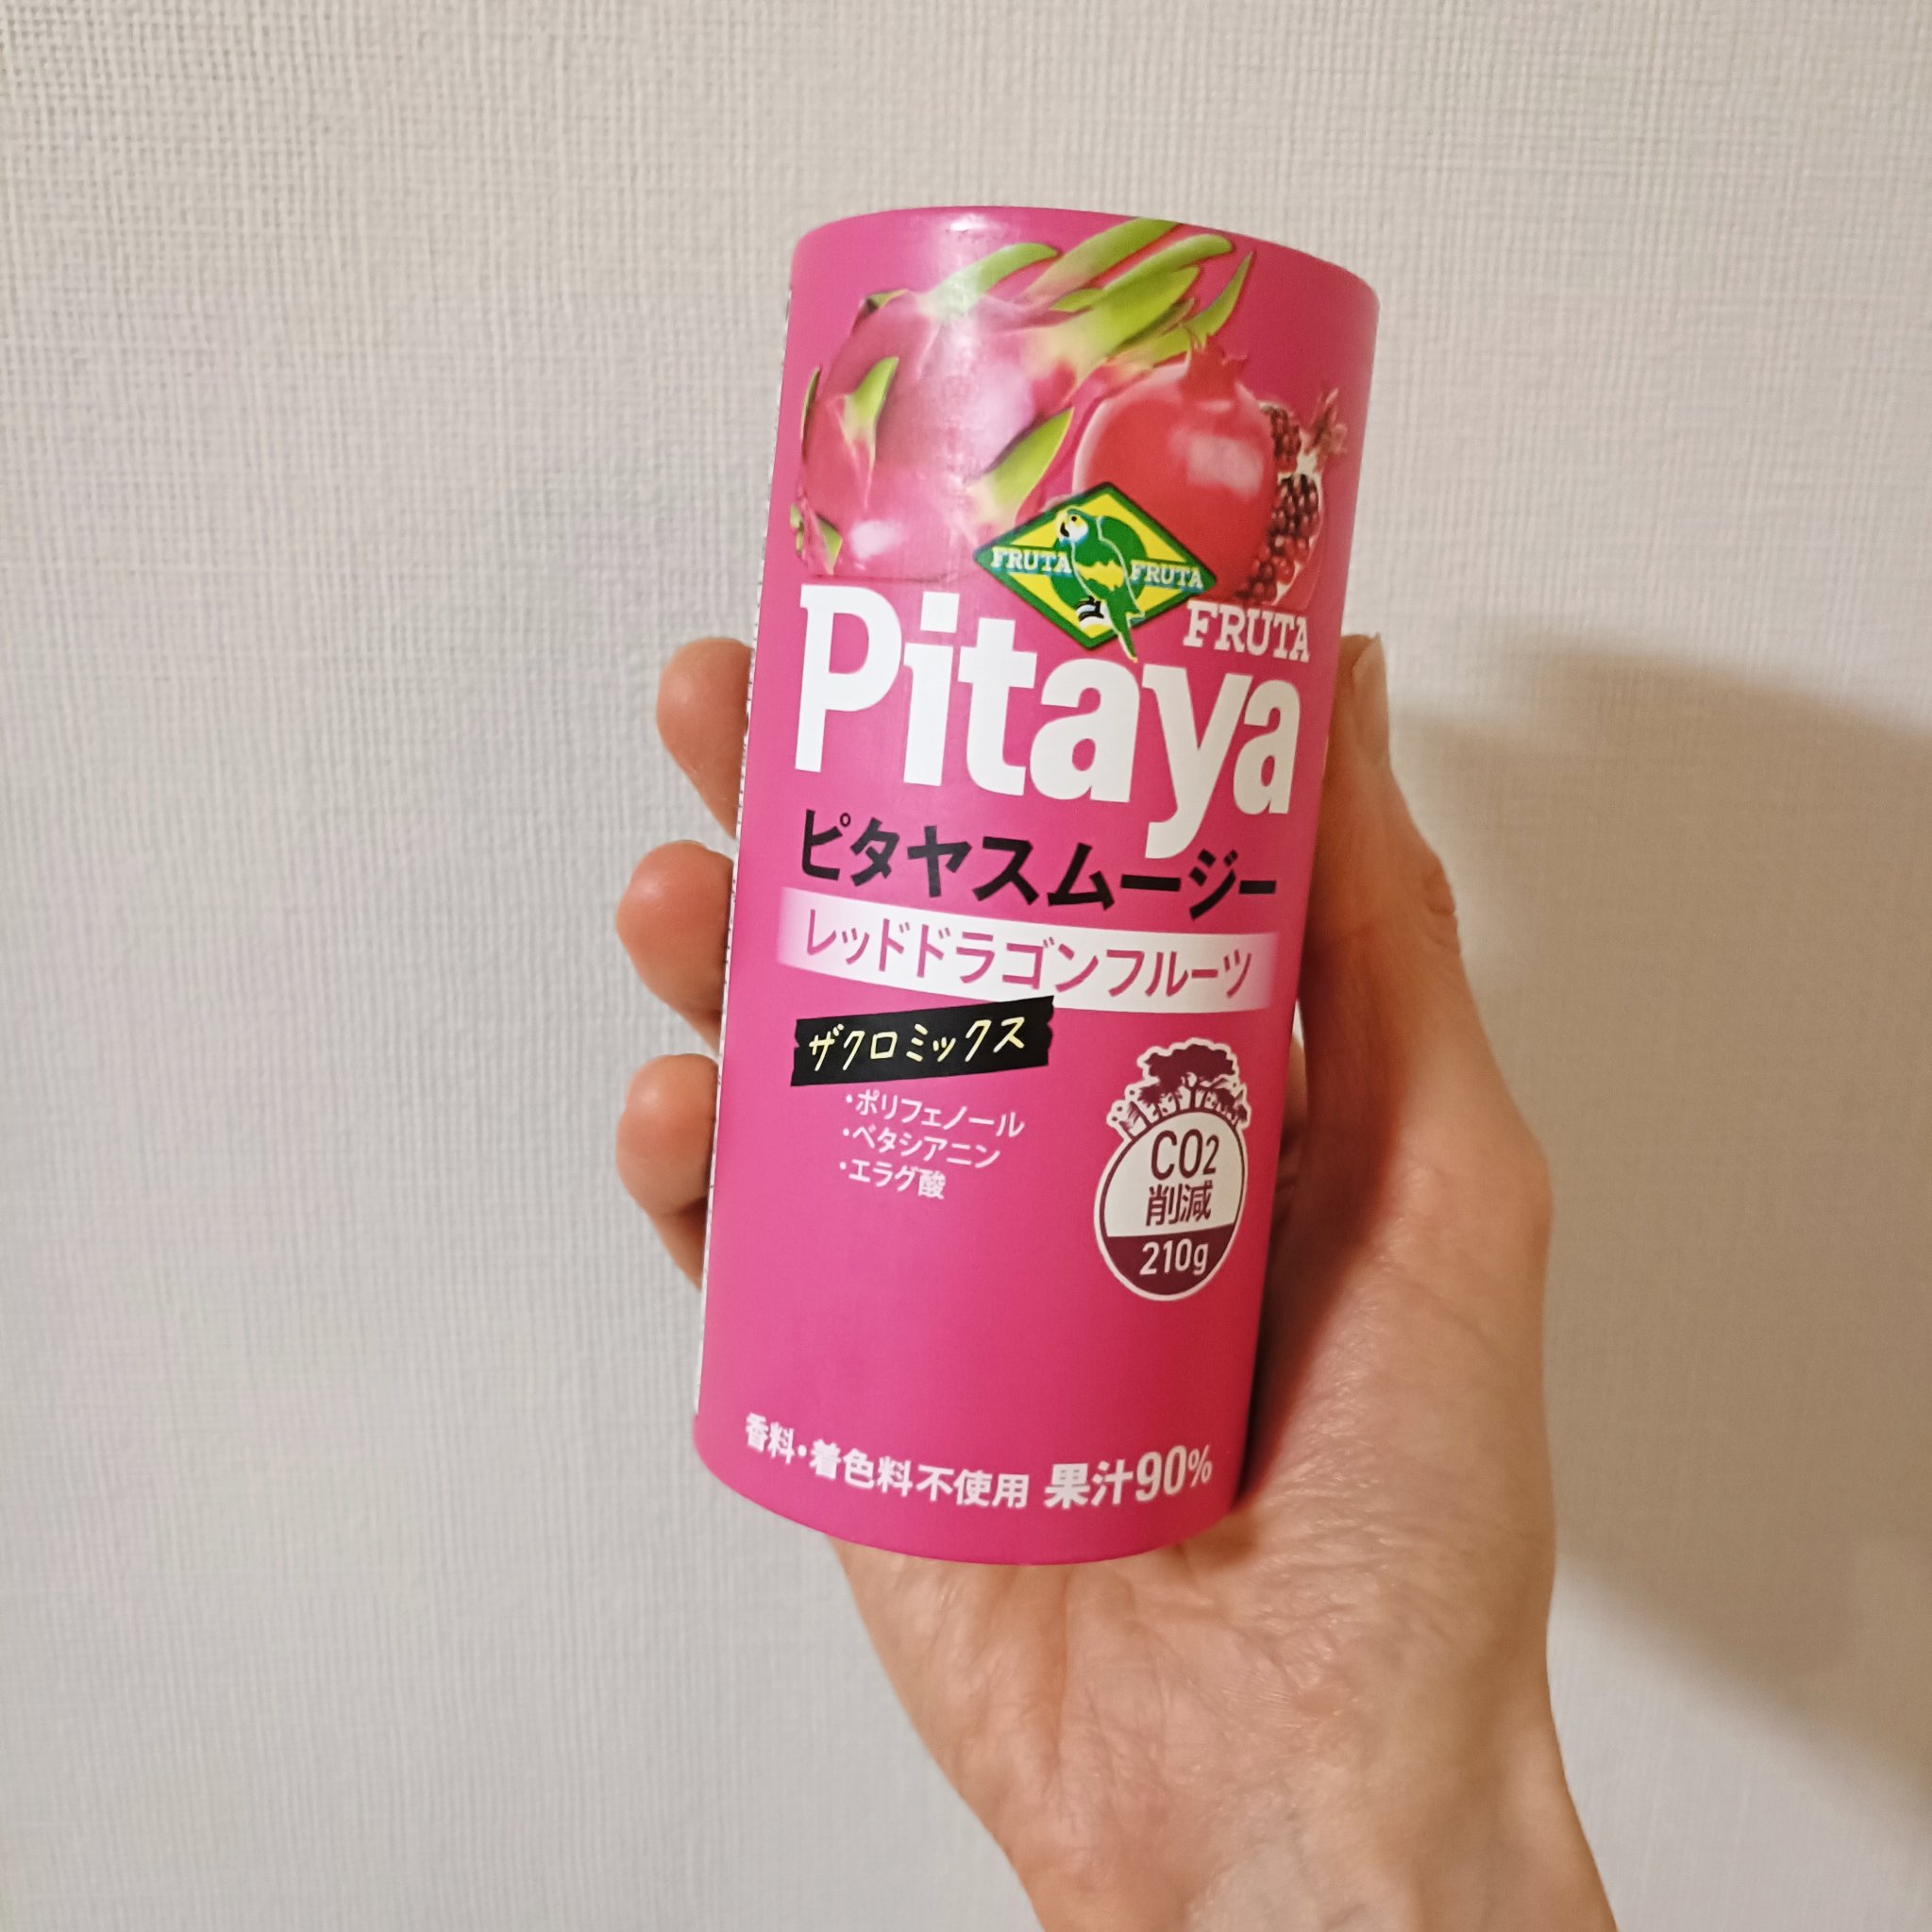 FRUTA FRUTA
FRUTA
Pitaya
ピタヤスムージー
レッドドラゴンフルーツ
ザクロミックス
・ポリフェノール
・ベタシアニン
・エラグ酸
CO2
削減
210g
香料・着色料不使用 果汁90%